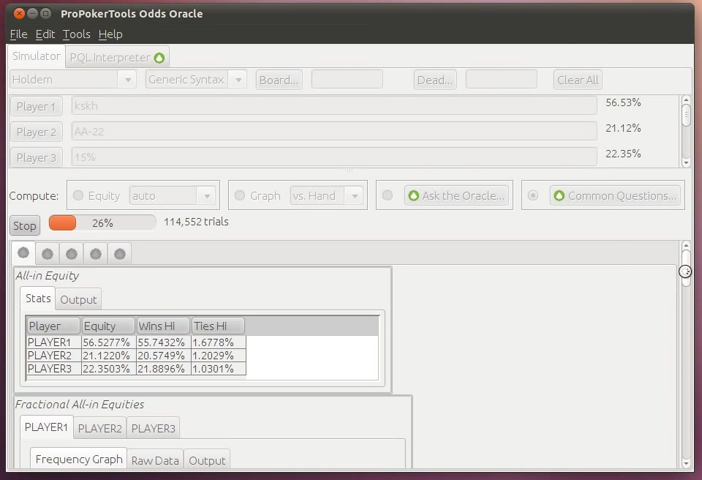 ProPokerTools Odds Oracle
File Edit Tools Help
Simulator PQL Interpreter
Holdem Generic Syntax Board... Dead... Clear All
Player 1 kskh 56.53%
Player 2 AA-22 21.12%
Player 3 15% 22.35%
Compute: Equity auto Graph vs. Hand Ask the Oracle... Common Questions...
Stop 26% 114,552 trials
All-in Equity
Stats Output
Player Equity Wins HI Ties HI
PLAYER1 56.5277% 55.7432% 1.6778%
PLAYER2 21.1220% 20.5749% 1.2029%
PLAYER3 22.3503% 21.8896% 1.0301%
Fractional All-in Equities
PLAYER1 PLAYER2 PLAYER3
Frequency Graph Raw Data Output